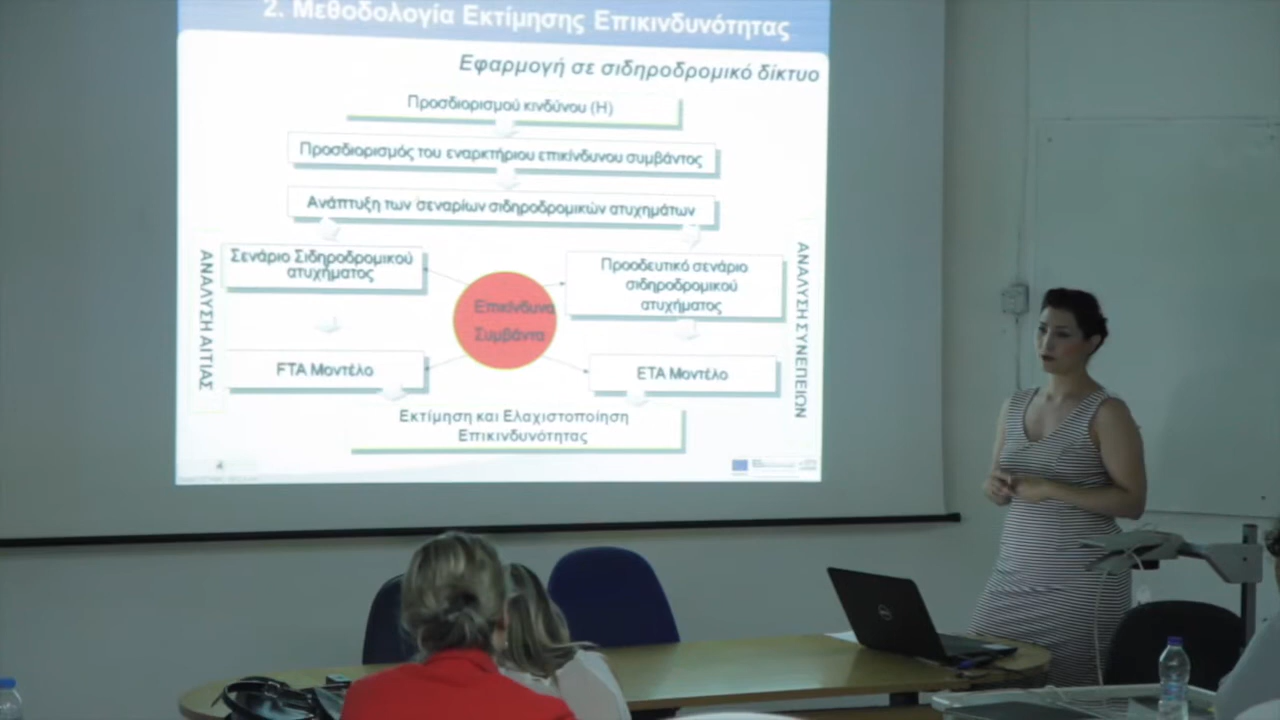 2. Μεθοδολογία Εκτίμησης Επικινδυνότητας
Εφαρμογή σε σιδηροδρομικό δίκτυο
Προσδιορισμού κινδύνου (Η)
Προσδιορισμός του εναρκτήριου επικίνδυνου συμβάντος
Ανάπτυξη των σεναρίων σιδηροδρομικών ατυχημάτων
ΑΝΑΛΥΣΗ ΑΙΤΙΑΣ
Σενάριο Σιδηροδρομικού
ατυχήματος
Επικίνδυνα
Συμβάντα
Προοδευτικό σενάριο
σιδηροδρομικού
ατυχήματος
ΑΝΑΛΥΣΗ ΣΥΝΕΠΕΙΩΝ
FTA Μοντέλο
ETA Μοντέλο
Εκτίμηση και Ελαχιστοποίηση
Επικινδυνότητας
4
DELL